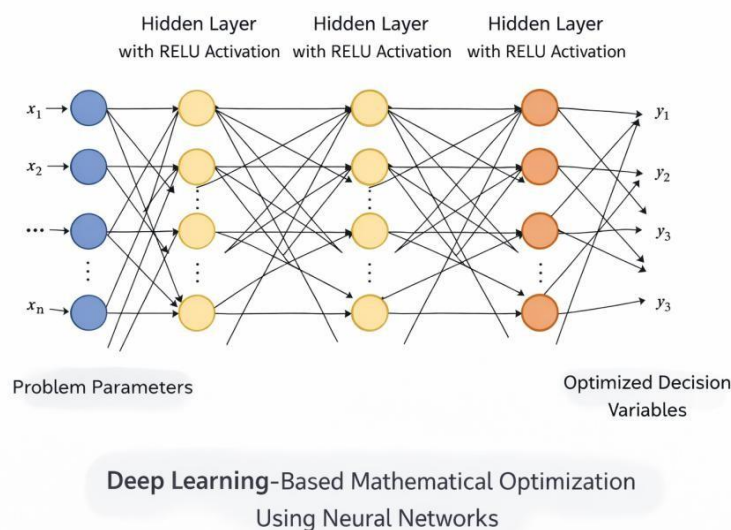 Hidden Layer
with RELU Activation
Hidden Layer
with RELU Activation
Hidden Layer
with RELU Activation
x1
y1
x2
y2
...
y3
xn
y3
Problem Parameters
Optimized Decision
Variables
Deep Learning-Based Mathematical Optimization
Using Neural Networks